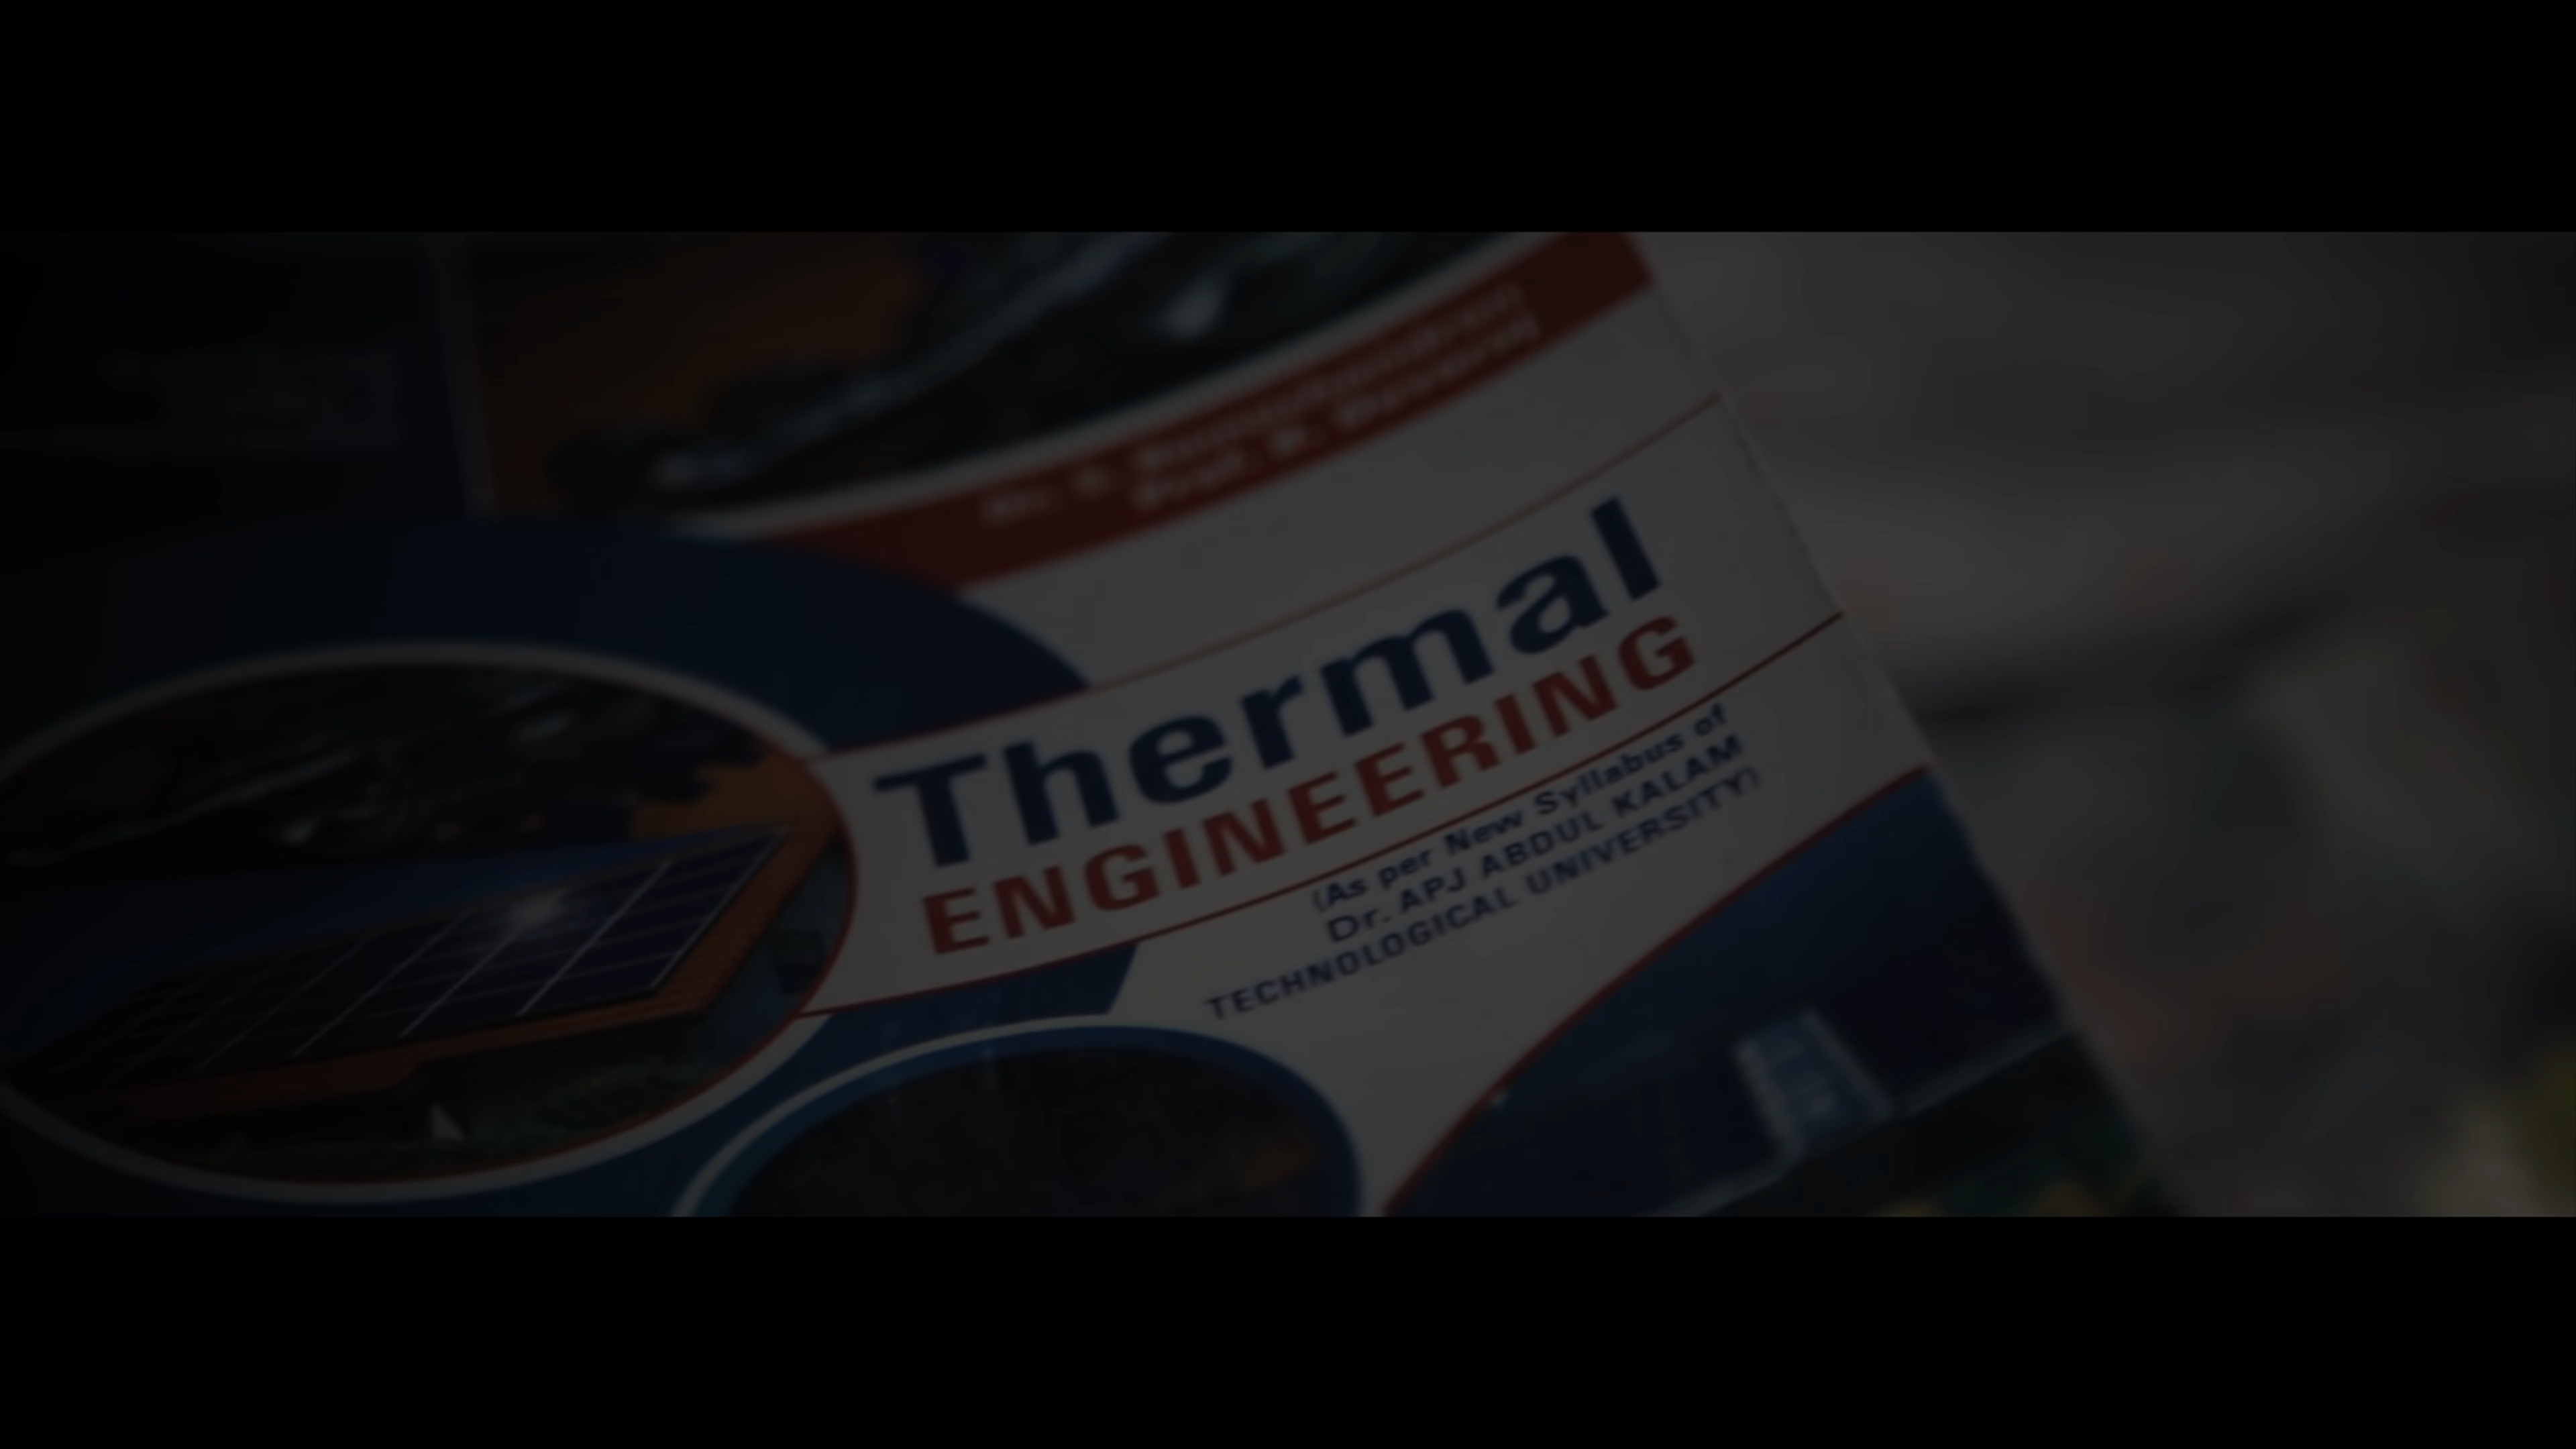 Thermal
ENGINEERING
(As per New Syllabus of
Dr. APJ ABDUL KALAM
TECHNOLOGICAL UNIVERSITY)